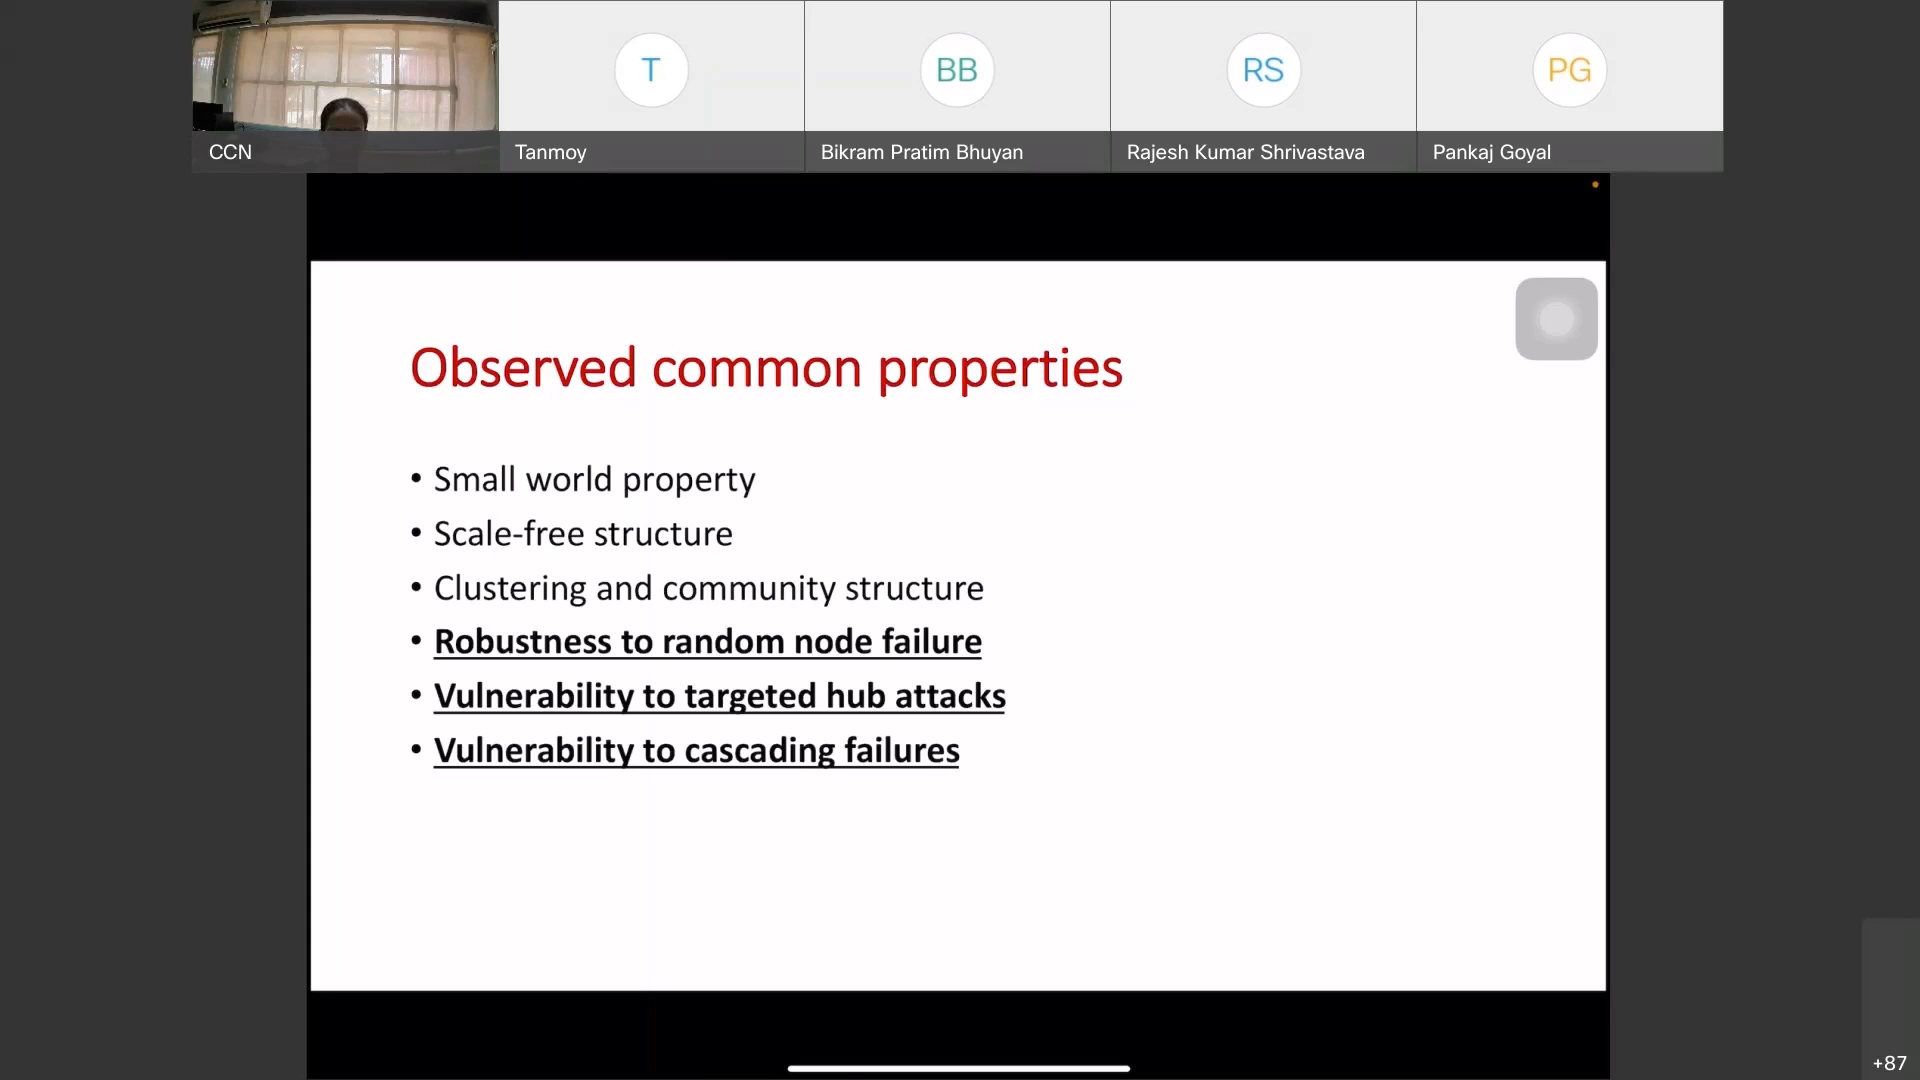 T
BB
RS
PG
CCN
Tanmoy
Bikram Pratim Bhuyan
Rajesh Kumar Shrivastava
Pankaj Goyal
Observed common properties
• Small world property
• Scale-free structure
• Clustering and community structure
• Robustness to random node failure
• Vulnerability to targeted hub attacks
• Vulnerability to cascading failures
+87